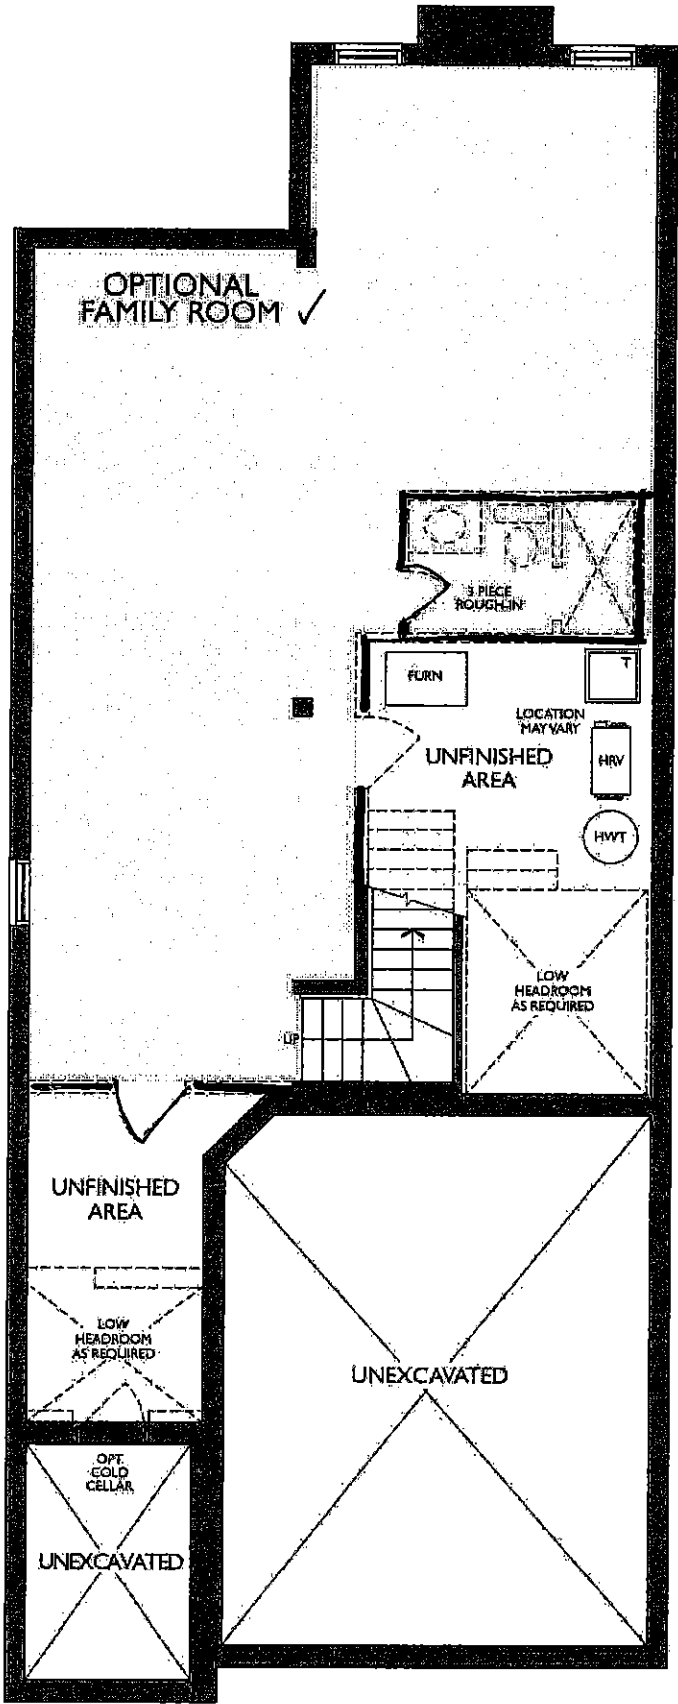 OPTIONAL
FAMILY ROOM ✓
3 PIECE
ROUGH-IN
FURN
T
LOCATION
MAY VARY
UNFINISHED
AREA
HRV
HWT
LOW
HEADROOM
AS REQUIRED
UP
UNFINISHED
AREA
LOW
HEADROOM
AS REQUIRED
UNEXCAVATED
OPT.
COLD
CELLAR
UNEXCAVATED